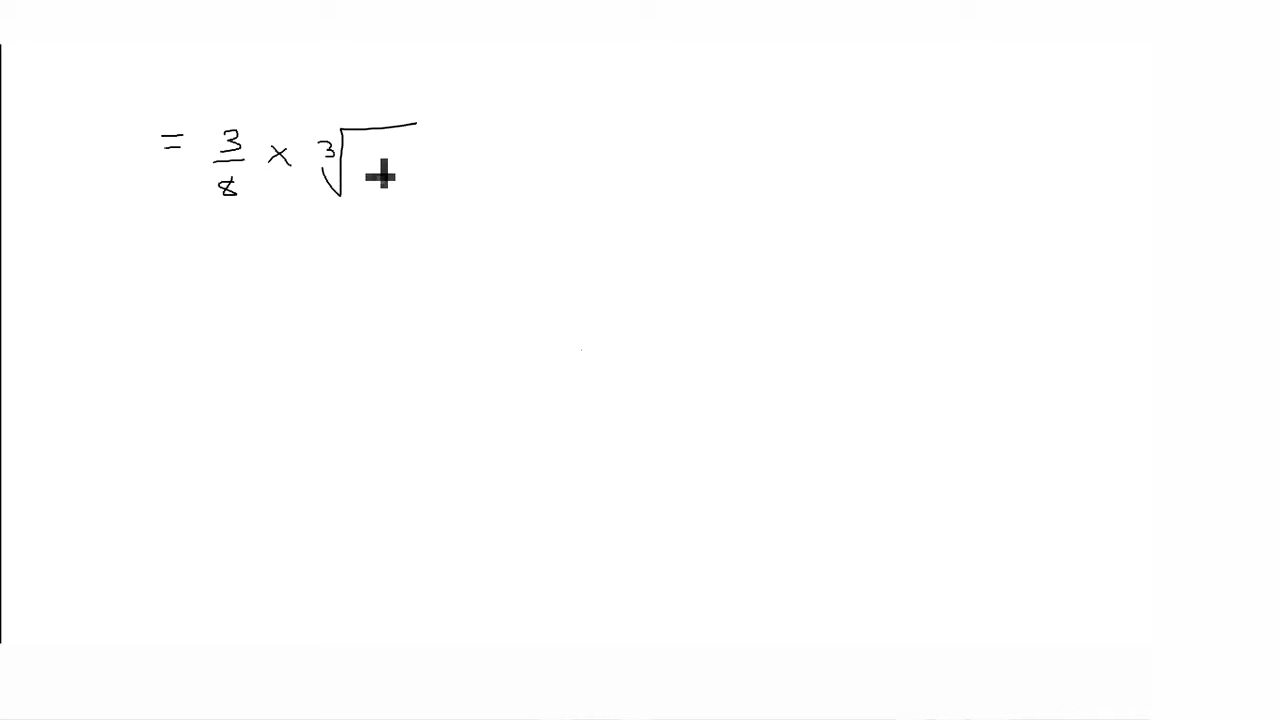 = 3/8 × ∛